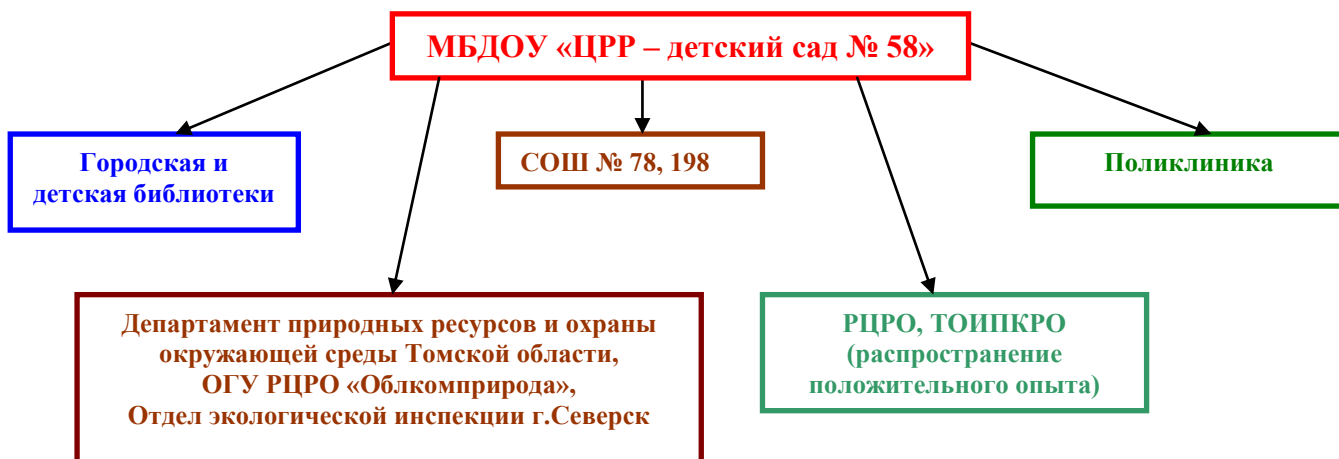 МБДОУ «ЦРР – детский сад № 58»
Городская и
детская библиотеки
СОШ № 78, 198
Поликлиника
Департамент природных ресурсов и охраны
окружающей среды Томской области,
ОГУ РЦРО «Облкомприрода»,
Отдел экологической инспекции г.Северск
РЦРО, ТОИПКРО
(распространение
положительного опыта)